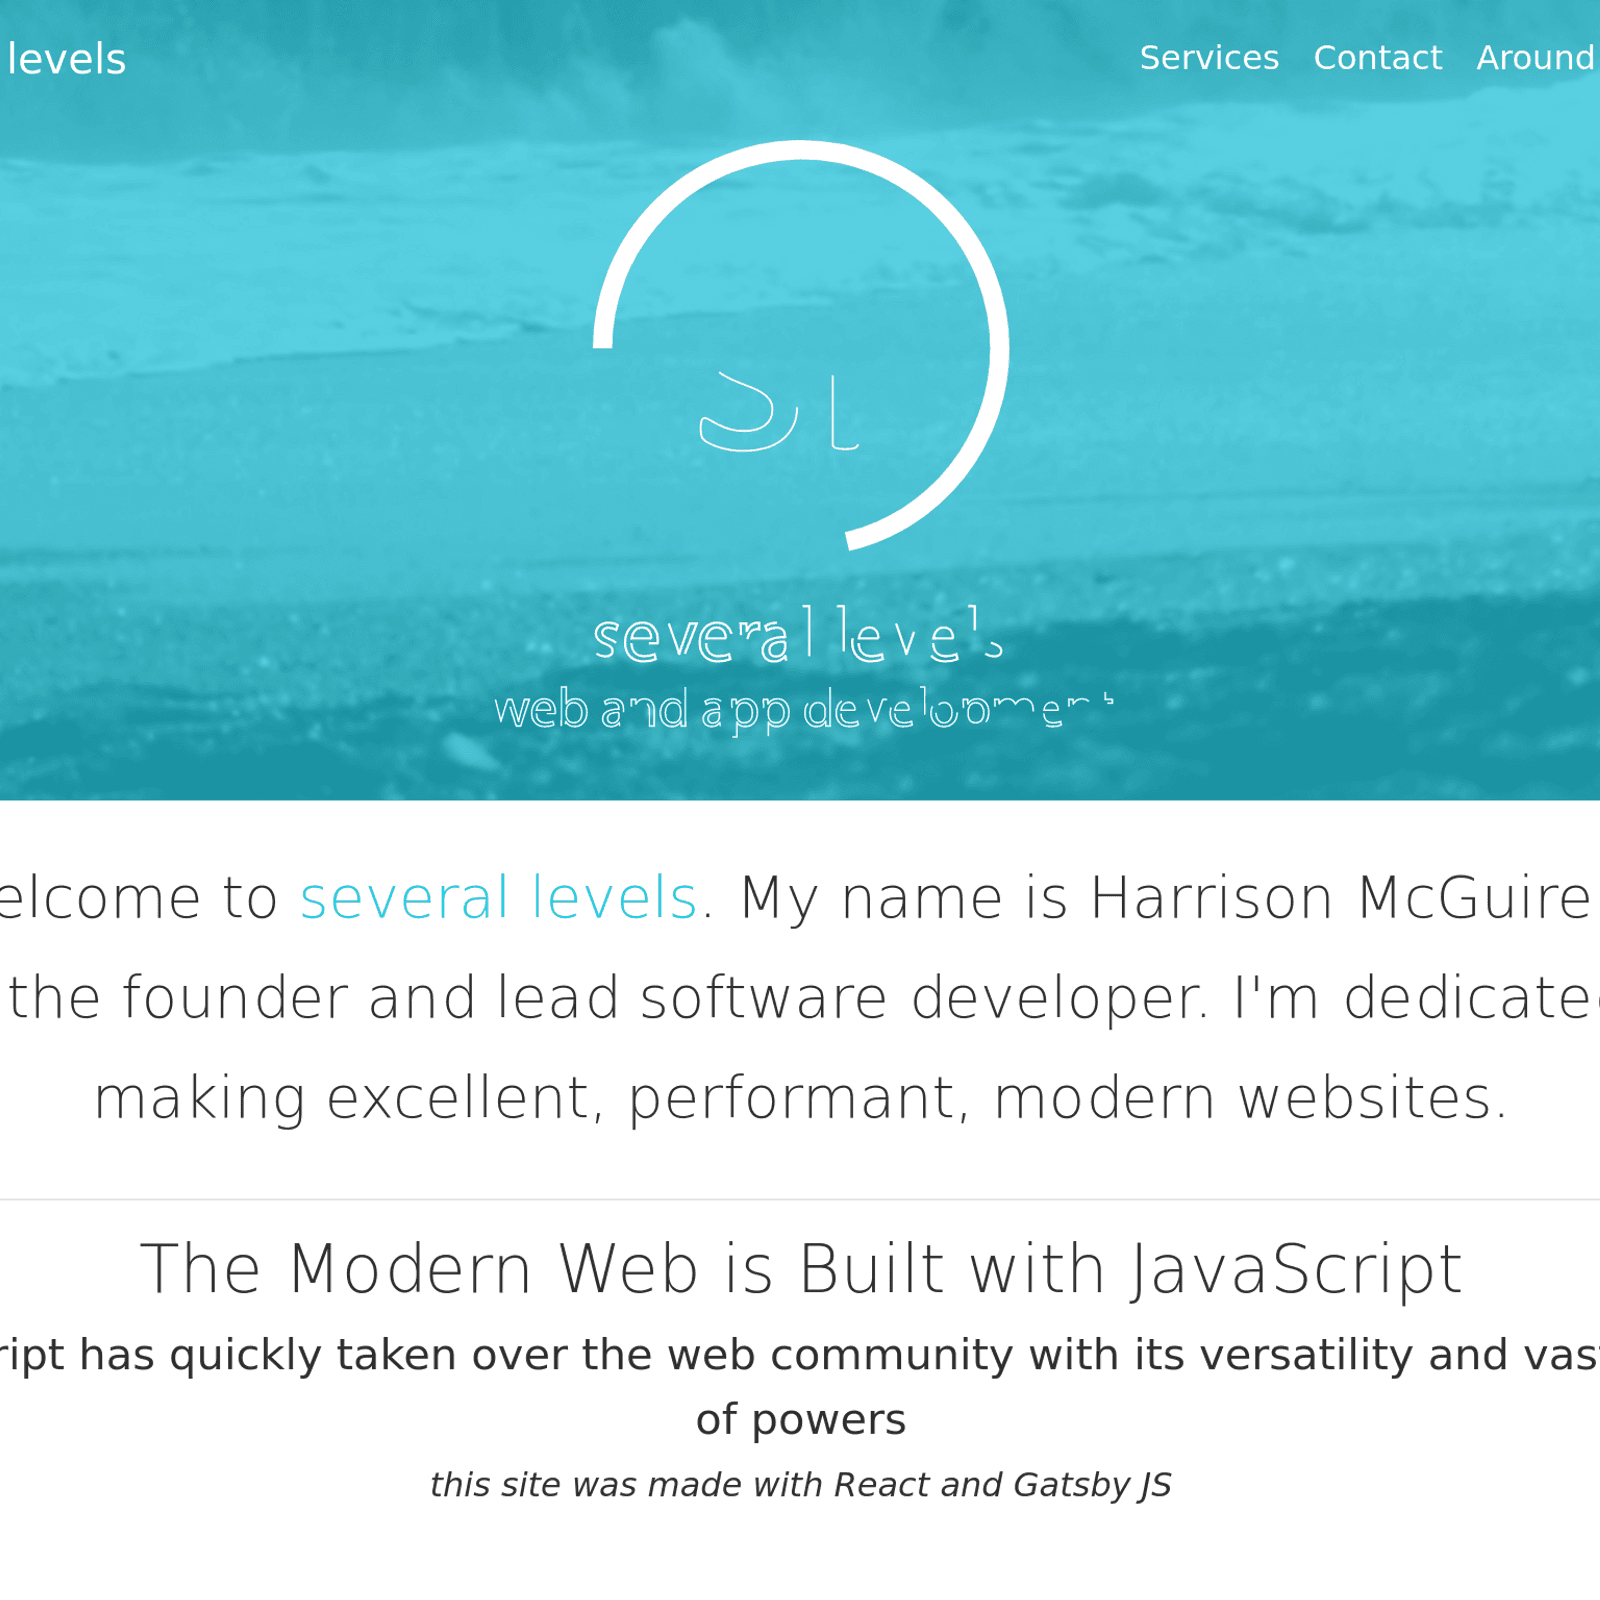 levels
Services Contact Around
sl
several levels
web and app development
elcome to several levels. My name is Harrison McGuire
the founder and lead software developer. I'm dedicated
making excellent, performant, modern websites.
The Modern Web is Built with JavaScript
ript has quickly taken over the web community with its versatility and vast
of powers
this site was made with React and Gatsby JS